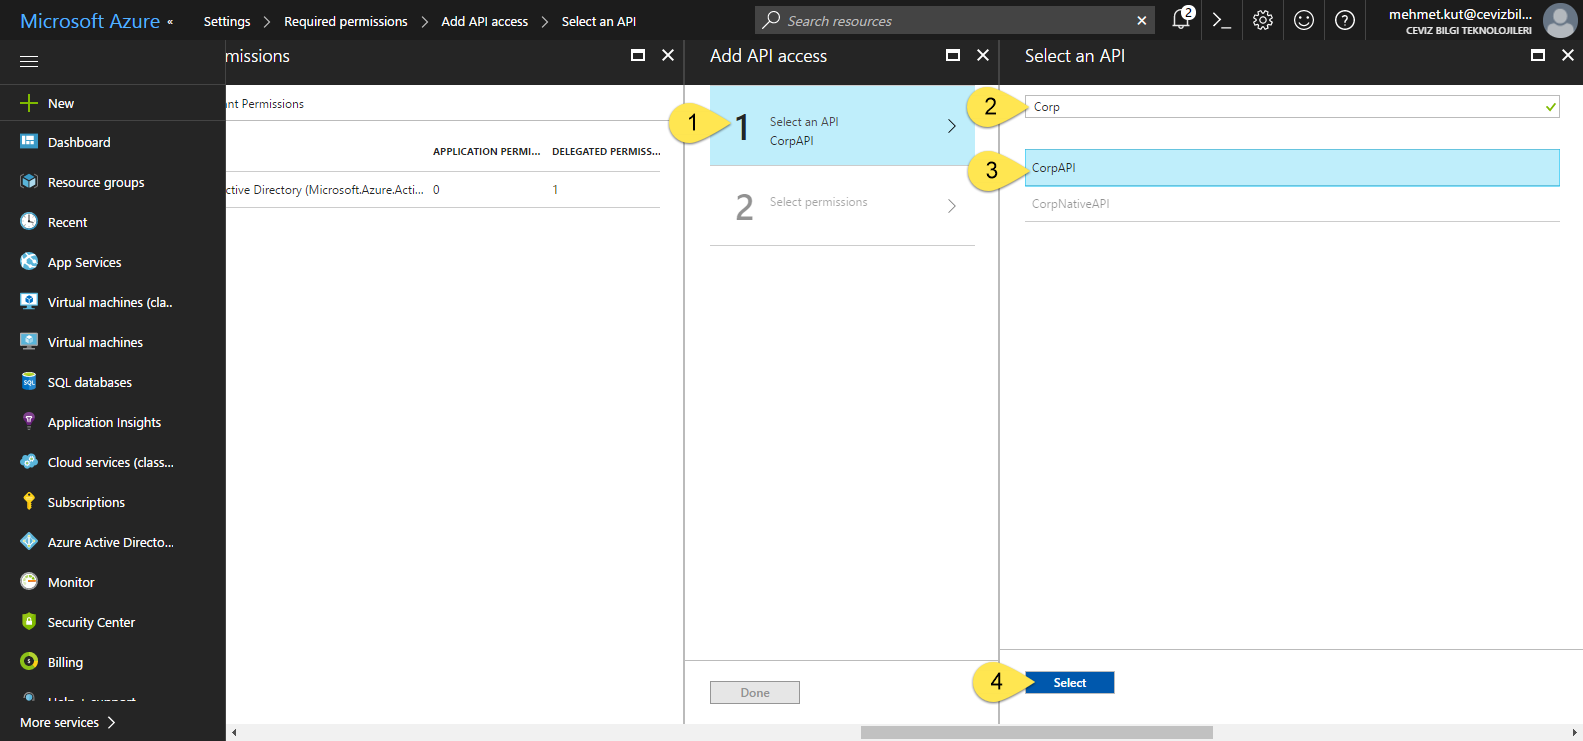 Microsoft Azure «
Settings > Required permissions > Add API access > Select an API
Search resources
2
mehmet.kut@cevizbil...
CEVIZ BILGI TEKNOLOJILERI
New
Dashboard
Resource groups
Recent
App Services
Virtual machines (cla..
Virtual machines
SQL databases
Application Insights
Cloud services (class...
Subscriptions
Azure Active Directo...
Monitor
Security Center
Billing
Help + support
More services >
missions
nt Permissions
APPLICATION PERMI... DELEGATED PERMISS...
ctive Directory (Microsoft.Azure.Acti... 0 1
Add API access
1
1
Select an API
CorpAPI
2
Select permissions
Done
Select an API
2
Corp
3
CorpAPI
CorpNativeAPI
4
Select